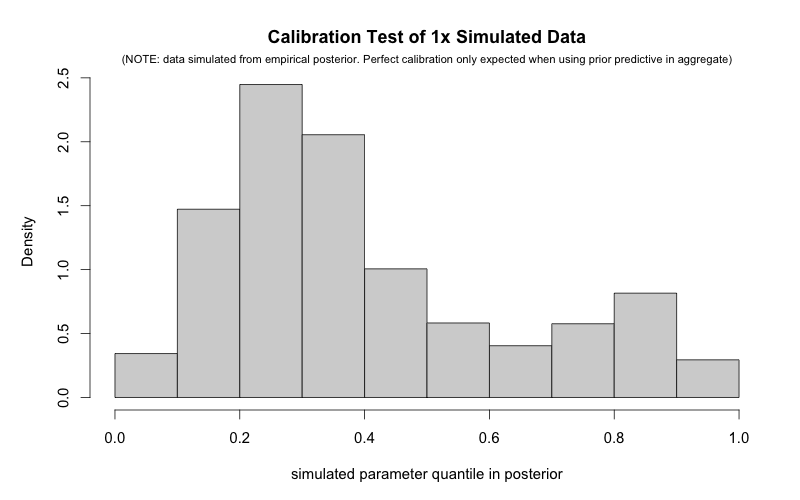 Calibration Test of 1x Simulated Data
(NOTE: data simulated from empirical posterior. Perfect calibration only expected when using prior predictive in aggregate)
Density
2.5
2.0
1.5
1.0
0.5
0.0
0.0 0.2 0.4 0.6 0.8 1.0
simulated parameter quantile in posterior